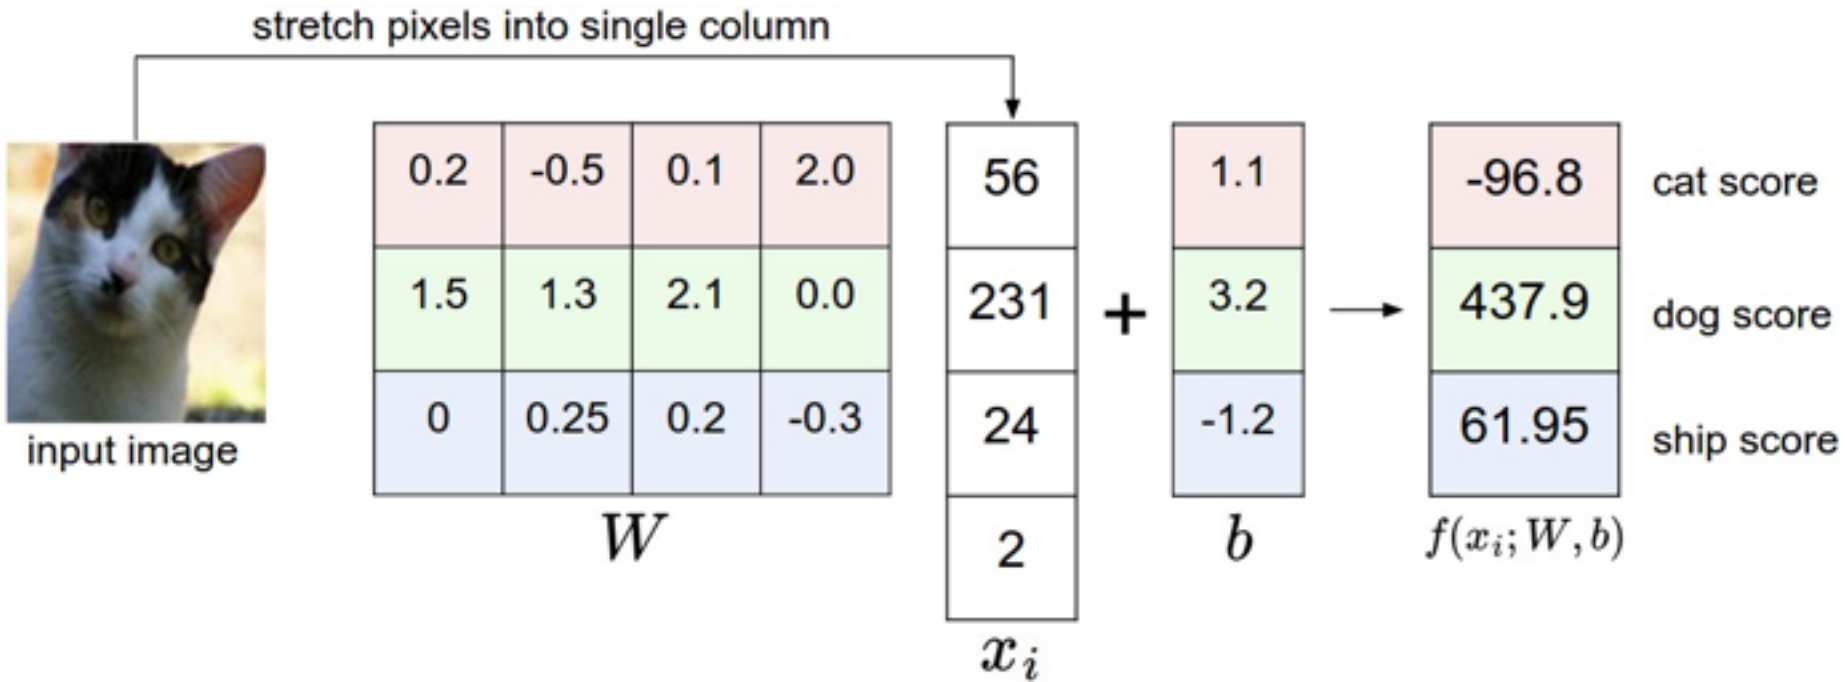 stretch pixels into single column
input image
0.2 -0.5 0.1 2.0
1.5 1.3 2.1 0.0
0 0.25 0.2 -0.3
W
56
231
24
2
x_i
+
1.1
3.2
-1.2
b
-96.8 cat score
437.9 dog score
61.95 ship score
f(x_i; W, b)